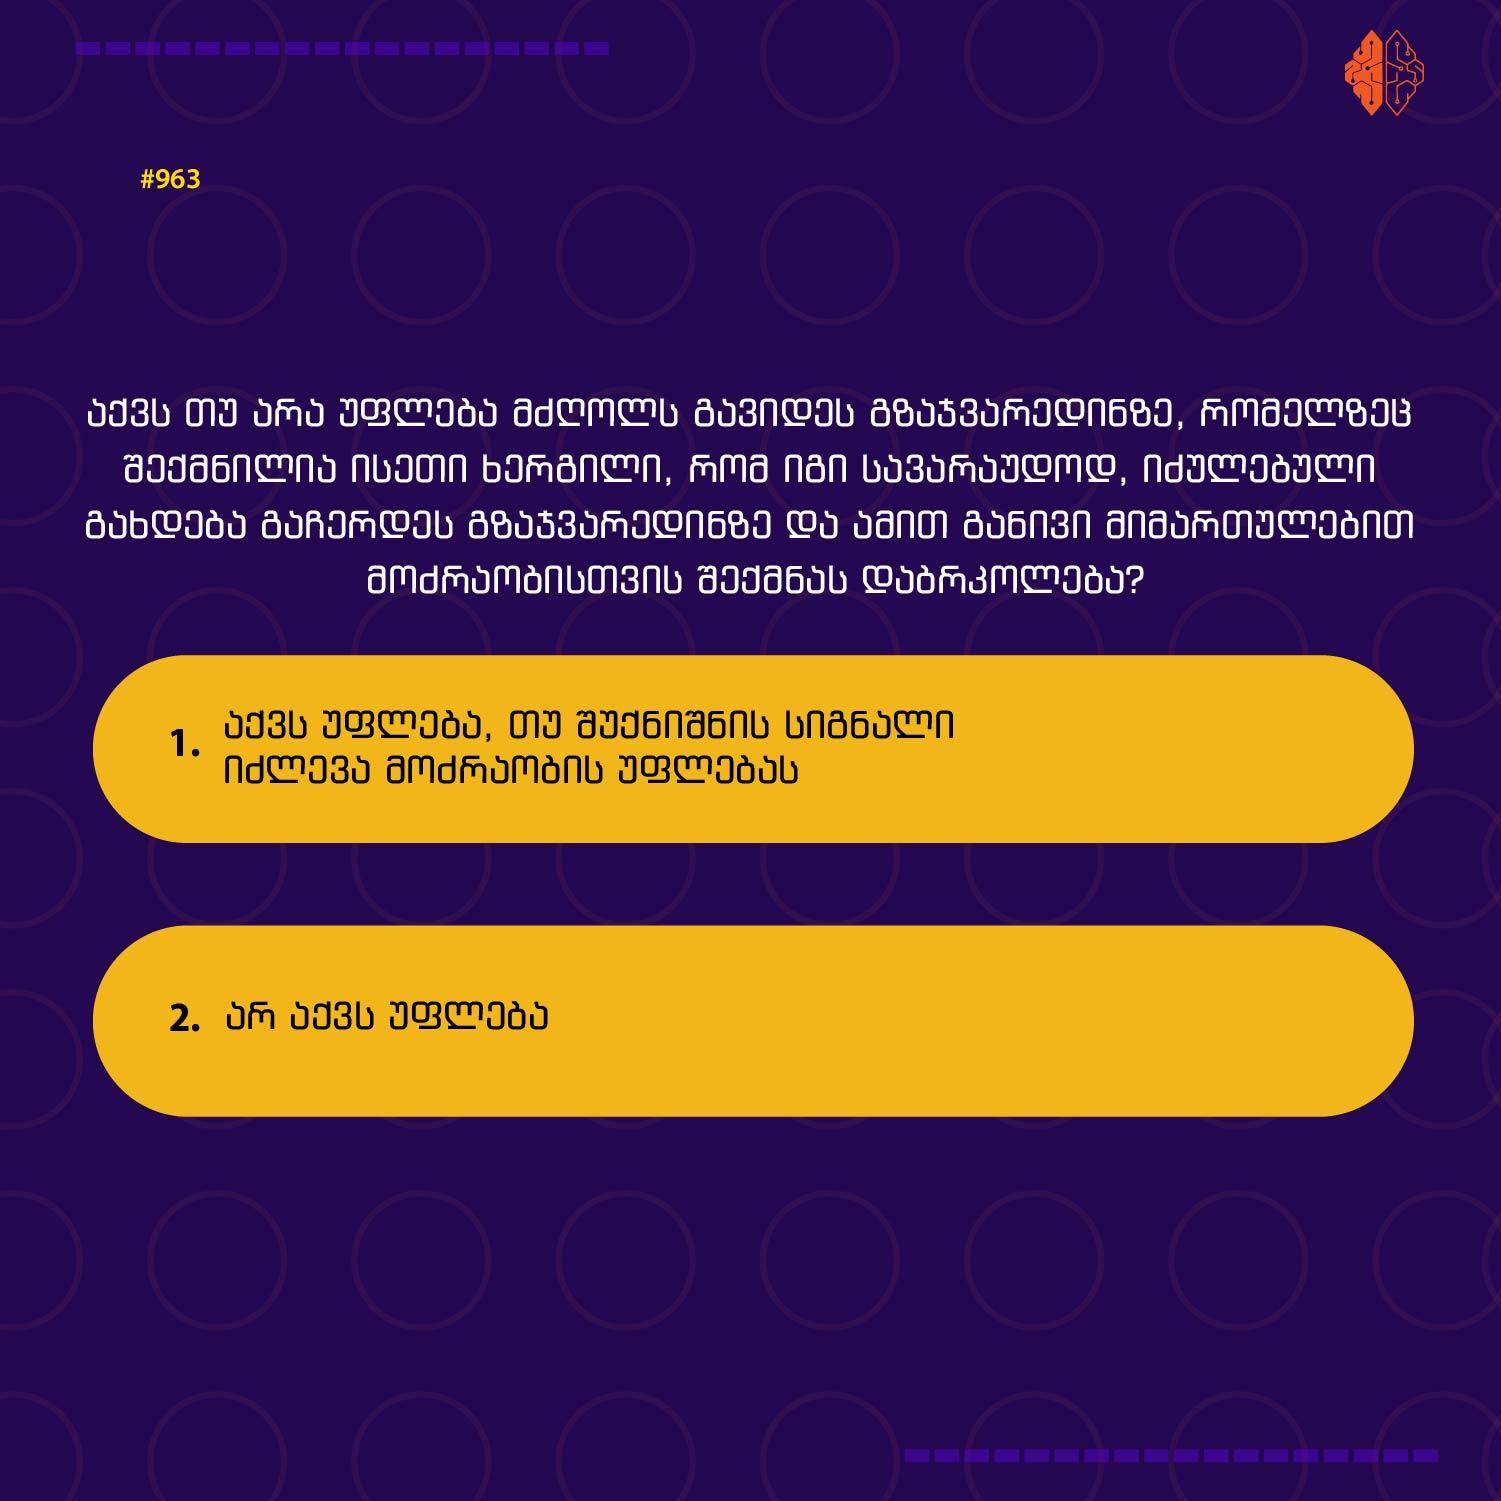 #963
აქვს თუ არა უფლება მძღოლს გავიდეს გზაჯვარედინზე, რომელზეც
შექმნილია ისეთი ხერგილი, რომ იგი სავარაუდოდ, იძულებული
გახდება გაჩერდეს გზაჯვარედინზე და ამით განივი მიმართულებით
მოძრაობისთვის შექმნას დაბრკოლება?
1. აქვს უფლება, თუ შუქნიშნის სიგნალი
იძლევა მოძრაობის უფლებას
2. არ აქვს უფლება